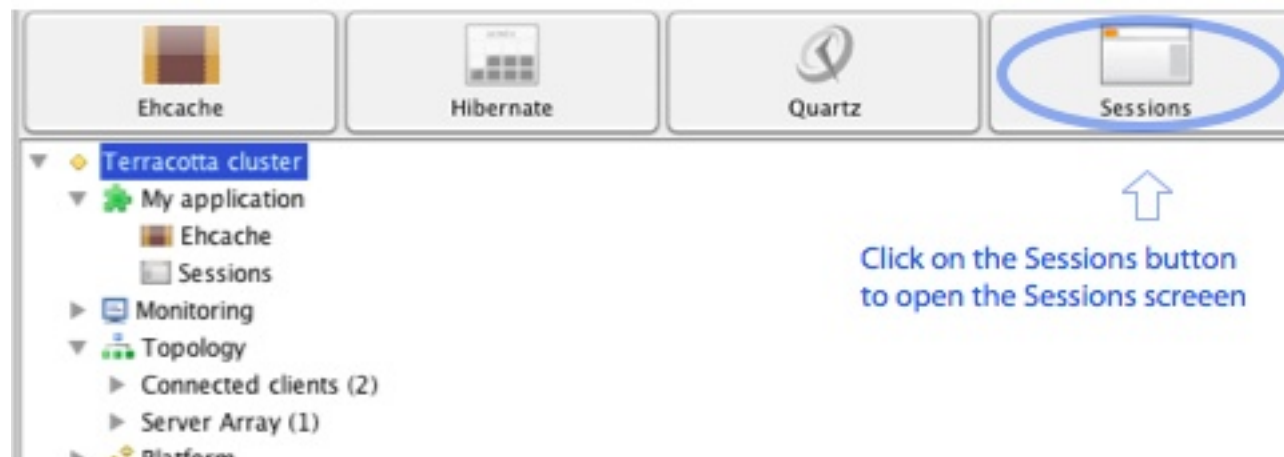 Ehcache Hibernate Quartz Sessions
Terracotta cluster
My application
Ehcache
Sessions
Click on the Sessions button
to open the Sessions screeen
Monitoring
Topology
Connected clients (2)
Server Array (1)
Platform